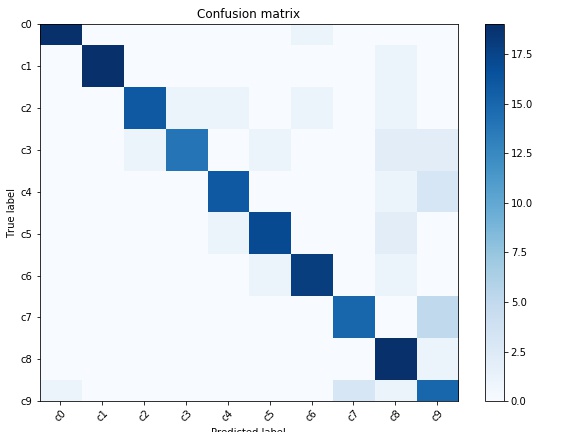 Confusion matrix
c0
c1
c2
c3
c4
c5
c6
c7
c8
c9
True label
c0 c1 c2 c3 c4 c5 c6 c7 c8 c9
Predicted label
17.5
15.0
12.5
10.0
7.5
5.0
2.5
0.0